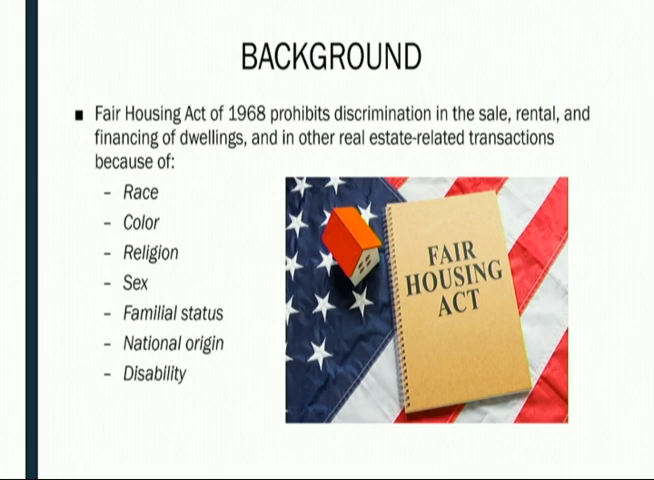 BACKGROUND
■ Fair Housing Act of 1968 prohibits discrimination in the sale, rental, and
financing of dwellings, and in other real estate-related transactions
because of:
– Race
– Color
– Religion
– Sex
– Familial status
– National origin
– Disability
FAIR
HOUSING
ACT